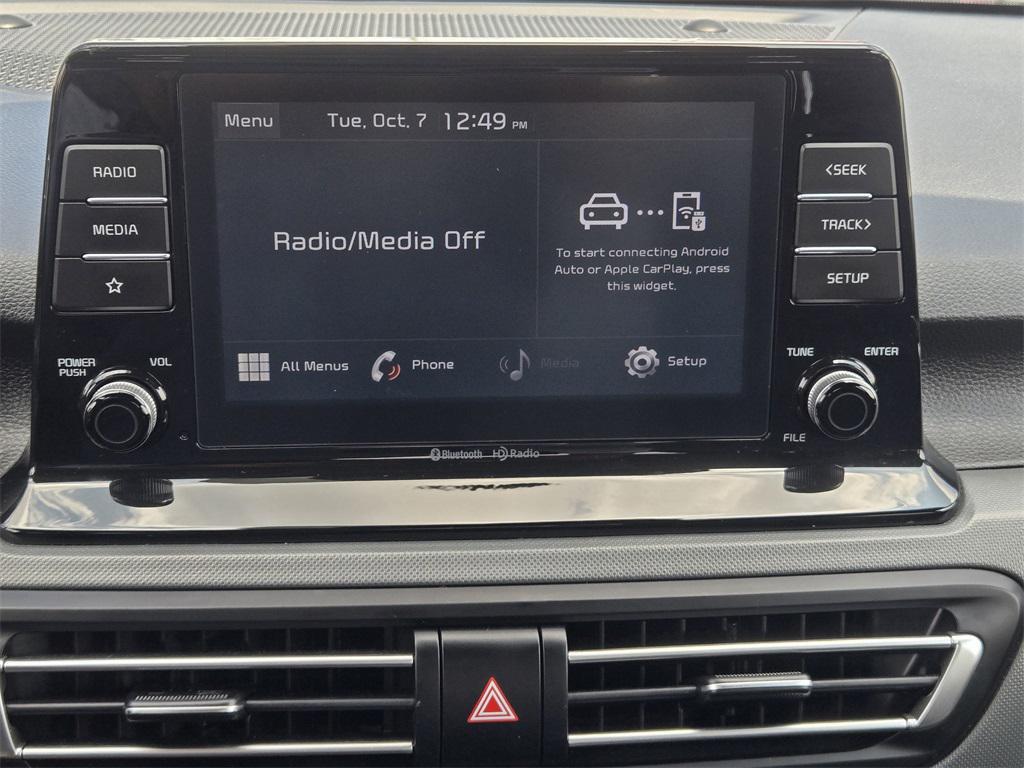 Menu
Tue, Oct. 7 12:49 PM
RADIO
MEDIA
Radio/Media Off
To start connecting Android
Auto or Apple CarPlay, press
this widget.
<SEEK
TRACK>
SETUP
All Menus
Phone
Media
Setup
POWER
PUSH
VOL
TUNE
ENTER
FILE
Bluetooth
HD Radio